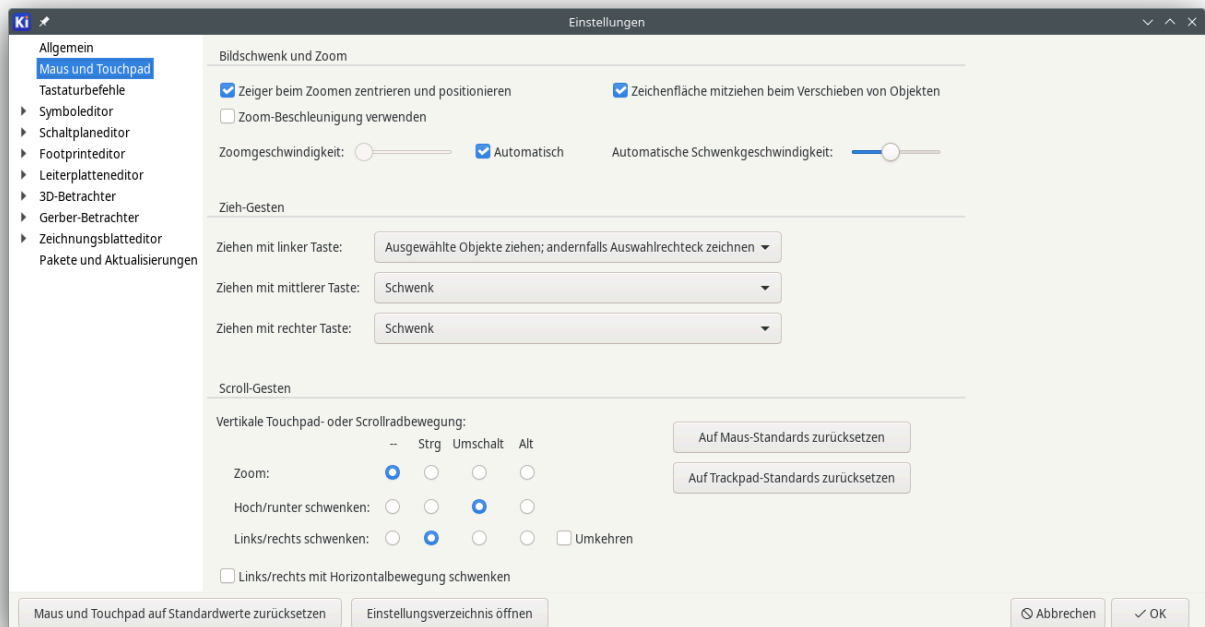 Ki Einstellungen
Allgemein
Maus und Touchpad
Tastaturbefehle
Symboleditor
Schaltplaneditor
Footprinteditor
Leiterplatteneditor
3D-Betrachter
Gerber-Betrachter
Zeichnungsblatteditor
Pakete und Aktualisierungen
Bildschwenk und Zoom
Zeiger beim Zoomen zentrieren und positionieren Zeichenfläche mitziehen beim Verschieben von Objekten
Zoom-Beschleunigung verwenden
Zoomgeschwindigkeit: Automatisch Automatische Schwenkgeschwindigkeit:
Zieh-Gesten
Ziehen mit linker Taste: Ausgewählte Objekte ziehen; andernfalls Auswahlrechteck zeichnen
Ziehen mit mittlerer Taste: Schwenk
Ziehen mit rechter Taste: Schwenk
Scroll-Gesten
Vertikale Touchpad- oder Scrollradbewegung:
-- Strg Umschalt Alt
Auf Maus-Standards zurücksetzen
Zoom:
Auf Trackpad-Standards zurücksetzen
Hoch/runter schwenken:
Links/rechts schwenken: Umkehren
Links/rechts mit Horizontalbewegung schwenken
Maus und Touchpad auf Standardwerte zurücksetzen Einstellungsverzeichnis öffnen Abbrechen OK